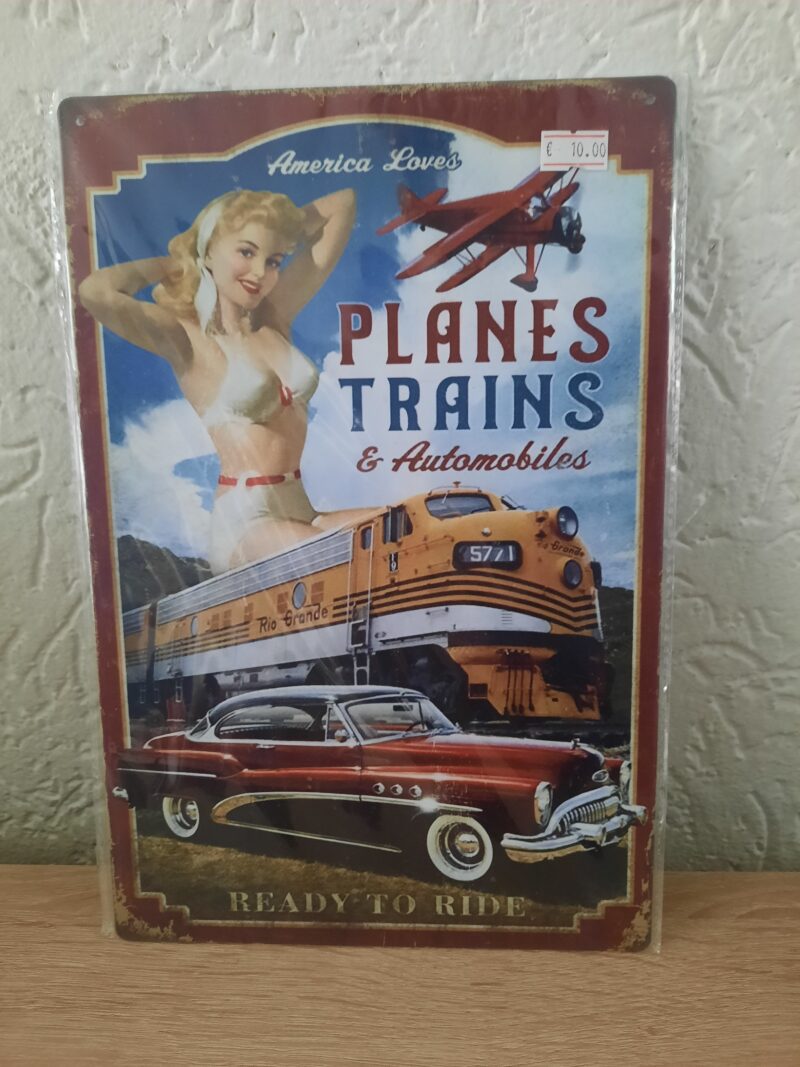 America Loves
€ 10.00
PLANES
TRAINS
& Automobiles
5771
Rio Grande
Rio Grande
READY TO RIDE